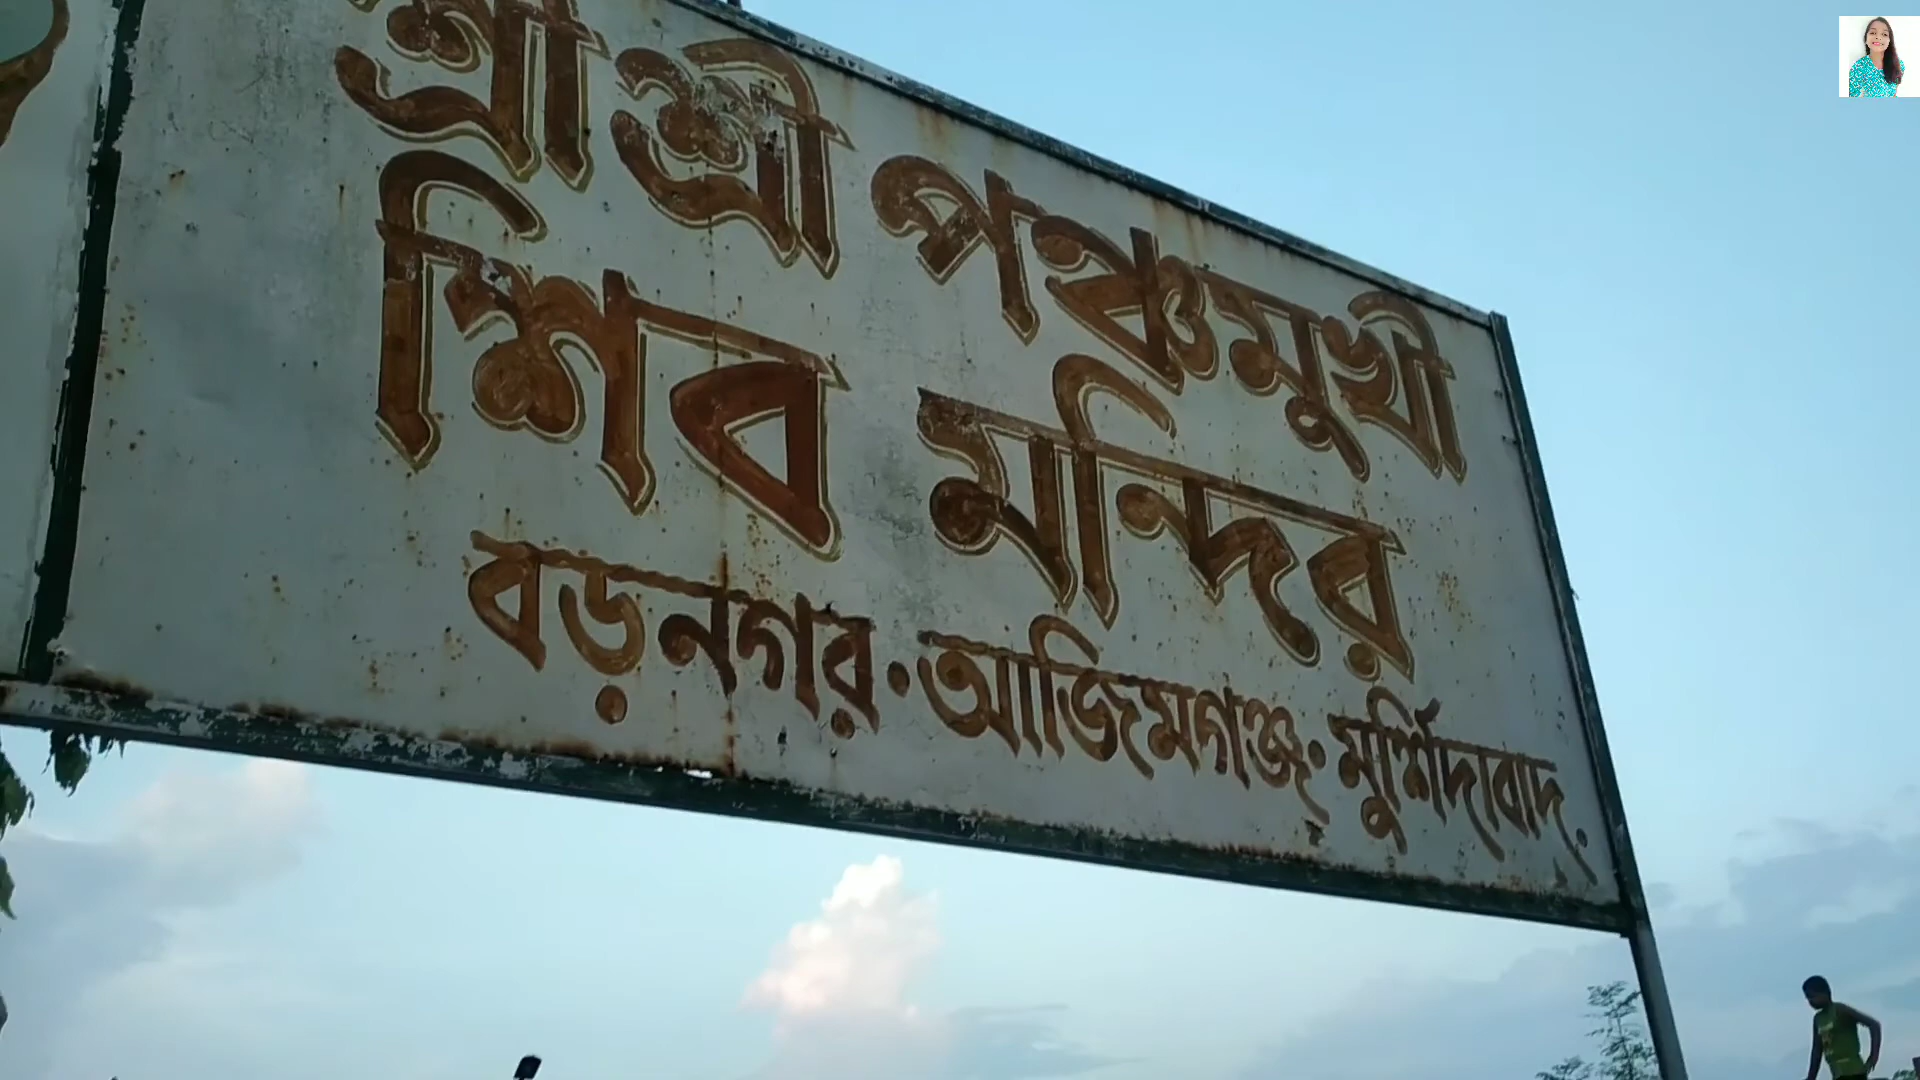 শ্রী শ্রী পঞ্চমুখী
শিব মন্দির
বড়নগর • আজিমগঞ্জ • মুর্শিদাবাদ.